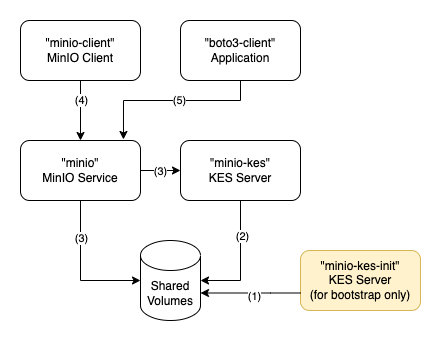 "minio-client"
MinIO Client
"boto3-client"
Application
(4)
(5)
"minio"
MinIO Service
(3)
"minio-kes"
KES Server
(3)
(2)
Shared
Volumes
(1)
"minio-kes-init"
KES Server
(for bootstrap only)